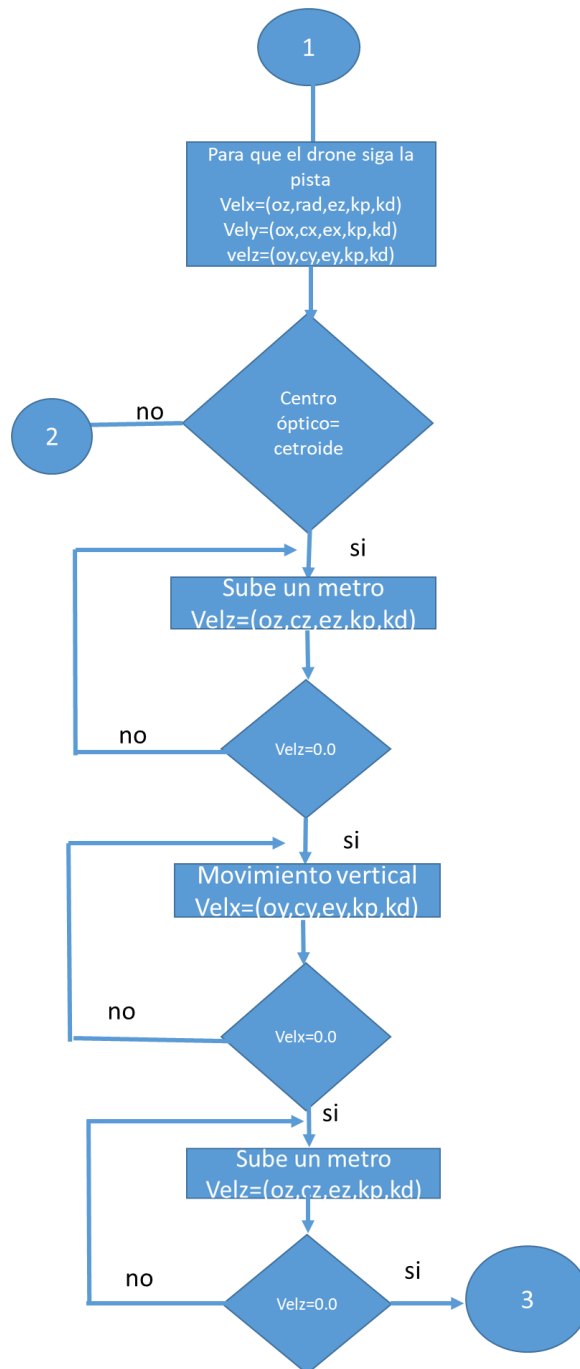 1
Para que el drone siga la
pista
Velx=(oz,rad,ez,kp,kd)
Vely=(ox,cx,ex,kp,kd)
velz=(oy,cy,ey,kp,kd)
Centro
óptico=
cetroide
no
2
si
Sube un metro
Velz=(oz,cz,ez,kp,kd)
no
Velz=0.0
si
Movimiento vertical
Velx=(oy,cy,ey,kp,kd)
no
Velx=0.0
si
Sube un metro
Velz=(oz,cz,ez,kp,kd)
no
Velz=0.0
si
3